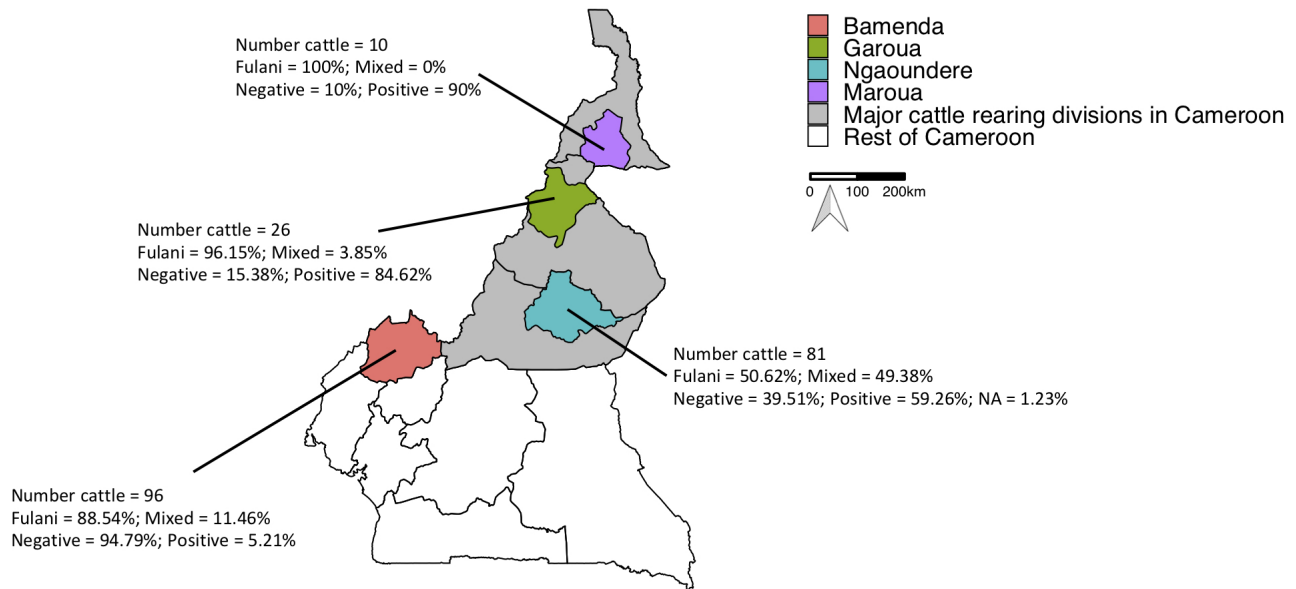 Number cattle = 10
Fulani = 100%; Mixed = 0%
Negative = 10%; Positive = 90%
Bamenda
Garoua
Ngaoundere
Maroua
Major cattle rearing divisions in Cameroon
Rest of Cameroon
0 100 200km
Number cattle = 26
Fulani = 96.15%; Mixed = 3.85%
Negative = 15.38%; Positive = 84.62%
Number cattle = 81
Fulani = 50.62%; Mixed = 49.38%
Negative = 39.51%; Positive = 59.26%; NA = 1.23%
Number cattle = 96
Fulani = 88.54%; Mixed = 11.46%
Negative = 94.79%; Positive = 5.21%